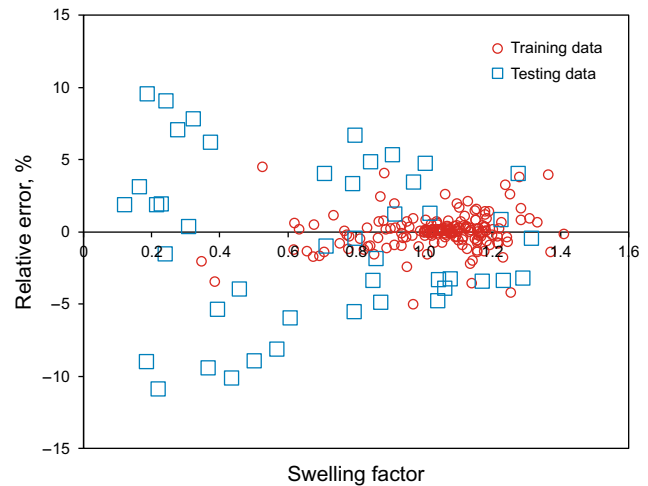 15
10
5
0
−5
−10
−15
0 0.2 0.4 0.6 0.8 1.0 1.2 1.4 1.6
Training data
Testing data
Relative error, %
Swelling factor